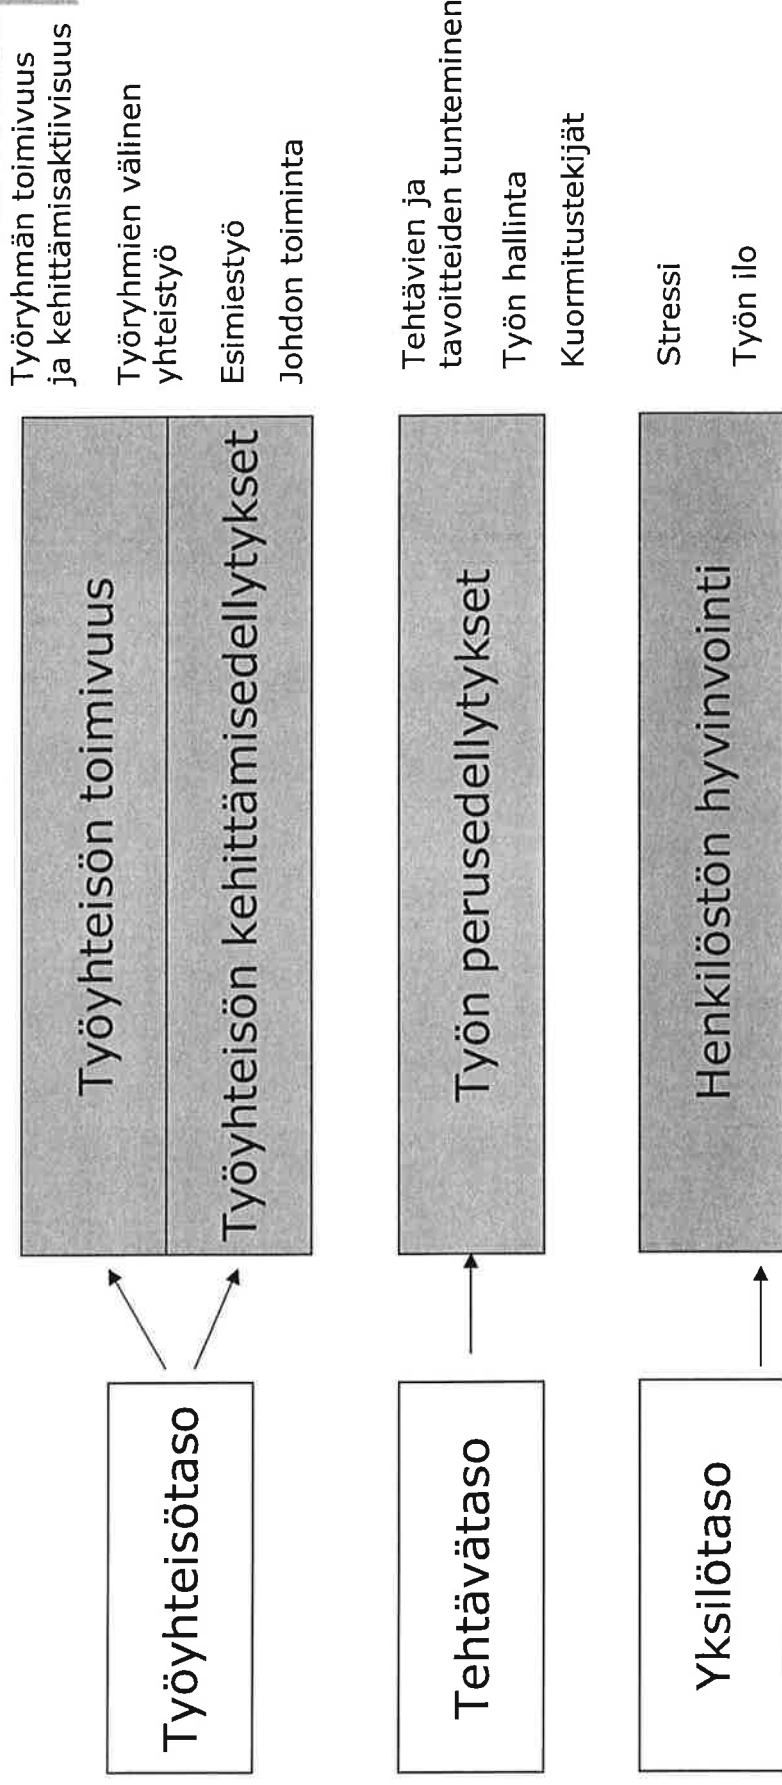 Työyhteisötaso
Työyhteisön toimivuus
Työyhteisön kehittämisedellytykset
Työryhmän toimivuus
ja kehittämisaktiivisuus
Työryhmien välinen
yhteistyö
Esimiestyö
Johdon toiminta
Tehtävätaso
Työn perusedellytykset
Tehtävien ja
tavoitteiden tunteminen
Työn hallinta
Kuormitustekijät
Yksilötaso
Henkilöstön hyvinvointi
Stressi
Työn ilo